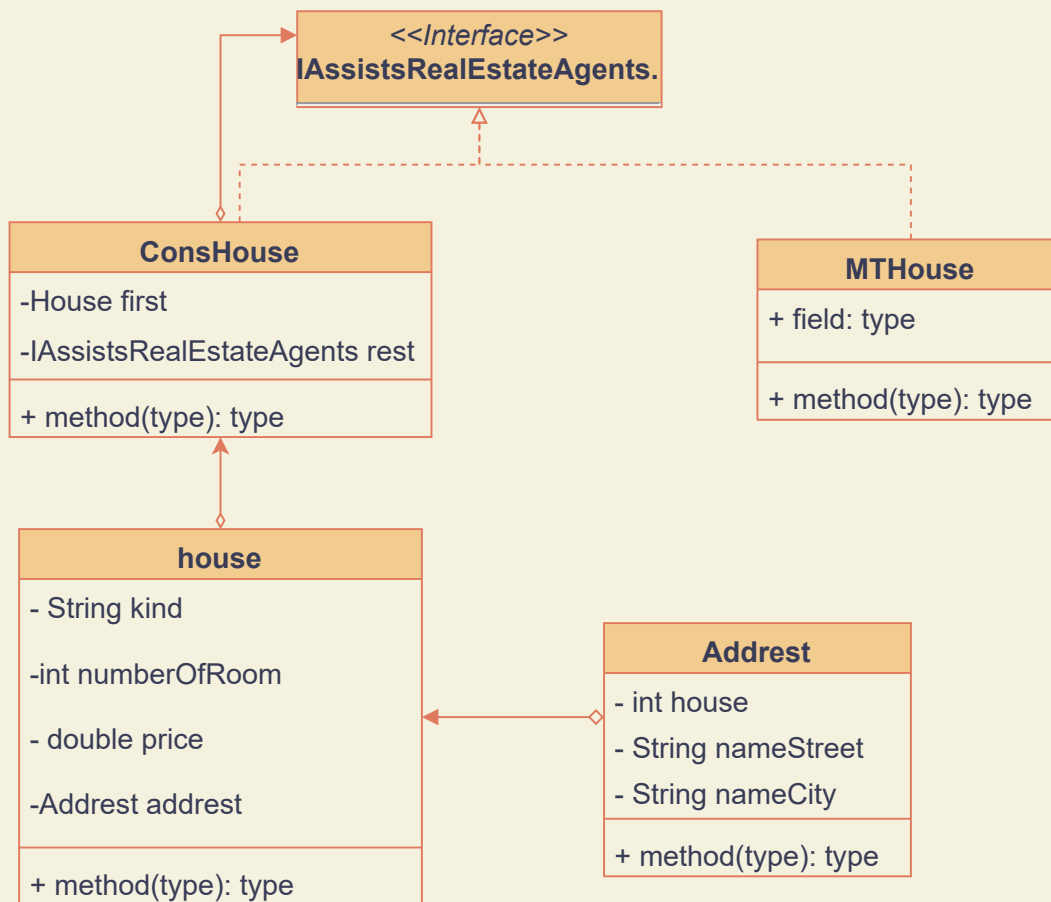 <<Interface>>
IAssistsRealEstateAgents.
ConsHouse
-House first
-IAssistsRealEstateAgents rest
+ method(type): type
MTHouse
+ field: type
+ method(type): type
house
- String kind
-int numberOfRoom
- double price
-Addrest addrest
+ method(type): type
Addrest
- int house
- String nameStreet
- String nameCity
+ method(type): type